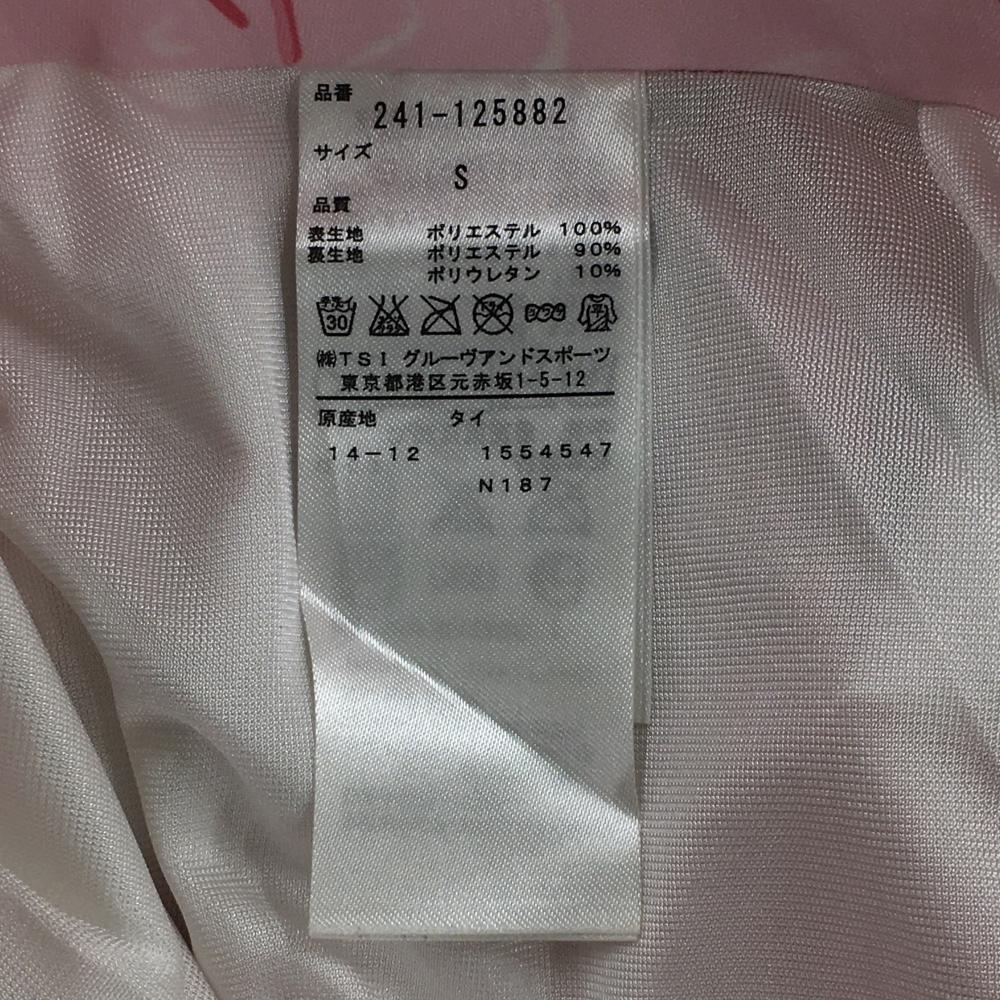 品番
241-125882
サイズ
S
品質
表生地 ポリエステル 100%
裏生地 ポリエステル 90%
ポリウレタン 10%
30 平
㈱TSI グルーヴアンドスポーツ
東京都港区元赤坂1-5-12
原産地 タイ
14-12 1554547
N187